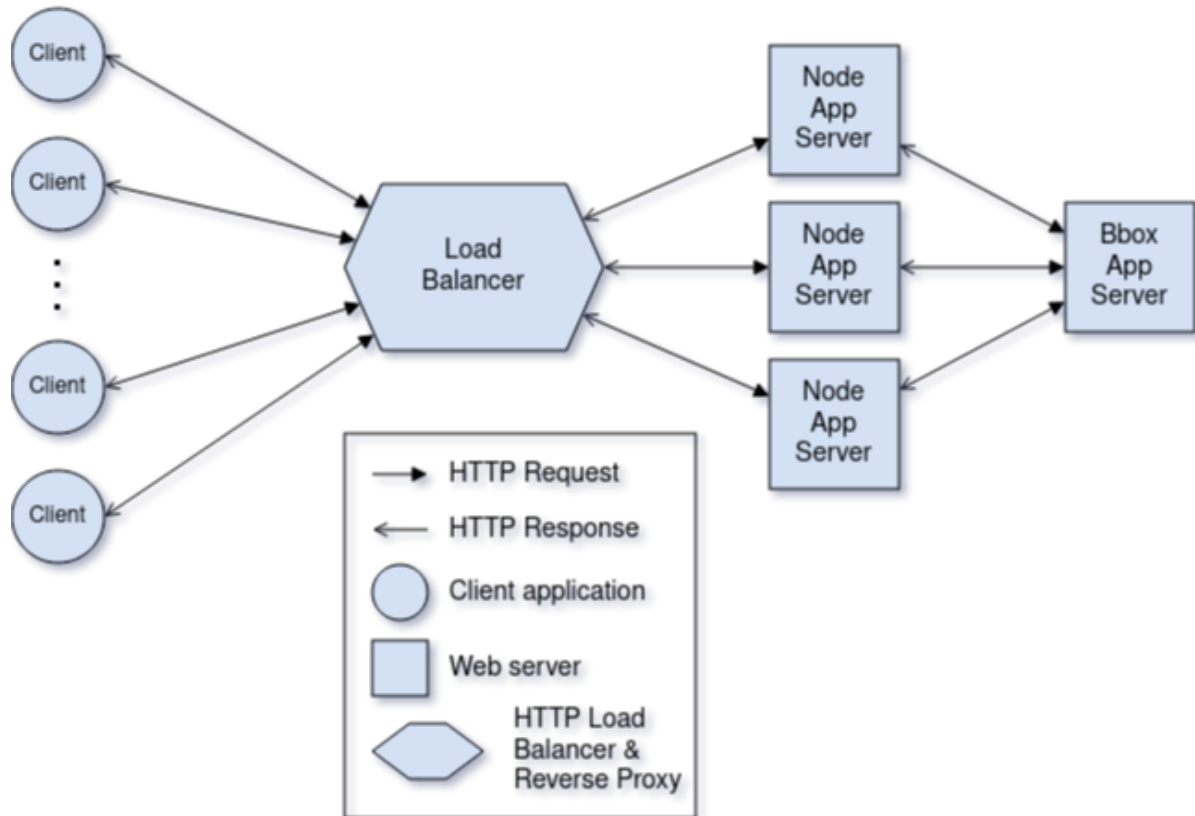 Client
Client
Client
Client
Load
Balancer
Node
App
Server
Node
App
Server
Node
App
Server
Bbox
App
Server
HTTP Request
HTTP Response
Client application
Web server
HTTP Load
Balancer &
Reverse Proxy